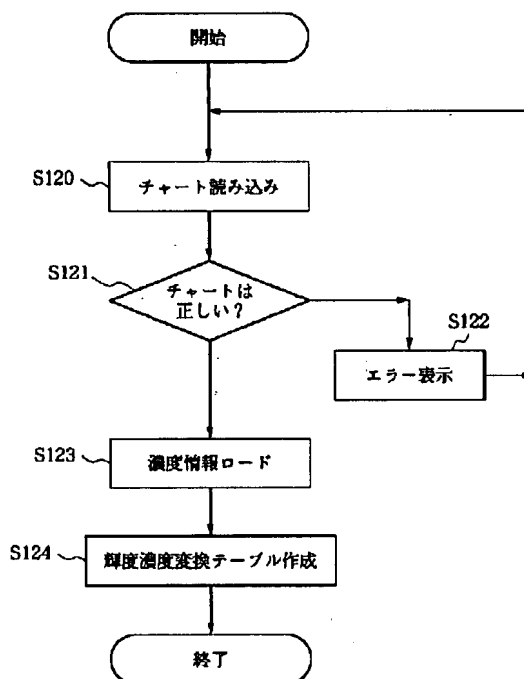 開始
S120
チャート読み込み
S121
チャートは
正しい?
S122
エラー表示
S123
濃度情報ロード
S124
輝度濃度変換テーブル作成
終了